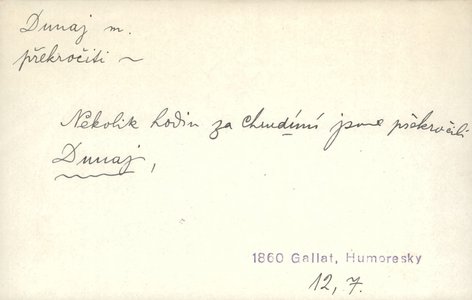 Dunaj m.
překročiti ~
Několik hodin za Chrudimí jsme překročili
Dunaj,
1860 Gallat, Humoresky
12, 7.